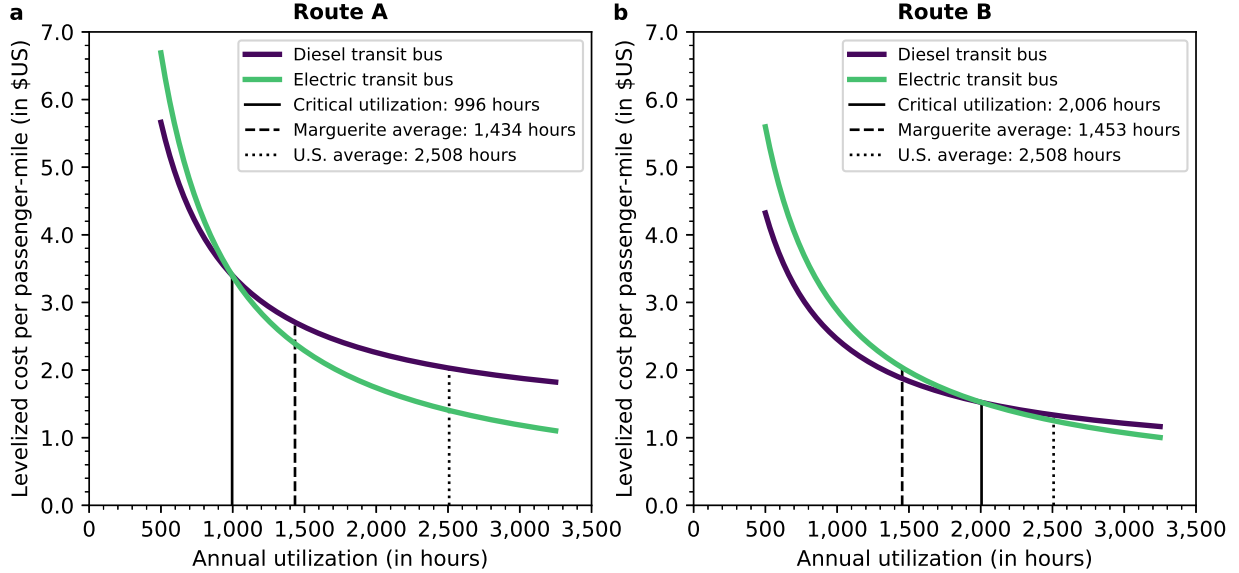 a
Route A
Levelized cost per passenger-mile (in $US)
7.0
6.0
5.0
4.0
3.0
2.0
1.0
0.0
Diesel transit bus
Electric transit bus
Critical utilization: 996 hours
Marguerite average: 1,434 hours
U.S. average: 2,508 hours
0 500 1,000 1,500 2,000 2,500 3,000 3,500
Annual utilization (in hours)
b
Route B
Levelized cost per passenger-mile (in $US)
7.0
6.0
5.0
4.0
3.0
2.0
1.0
0.0
Diesel transit bus
Electric transit bus
Critical utilization: 2,006 hours
Marguerite average: 1,453 hours
U.S. average: 2,508 hours
0 500 1,000 1,500 2,000 2,500 3,000 3,500
Annual utilization (in hours)